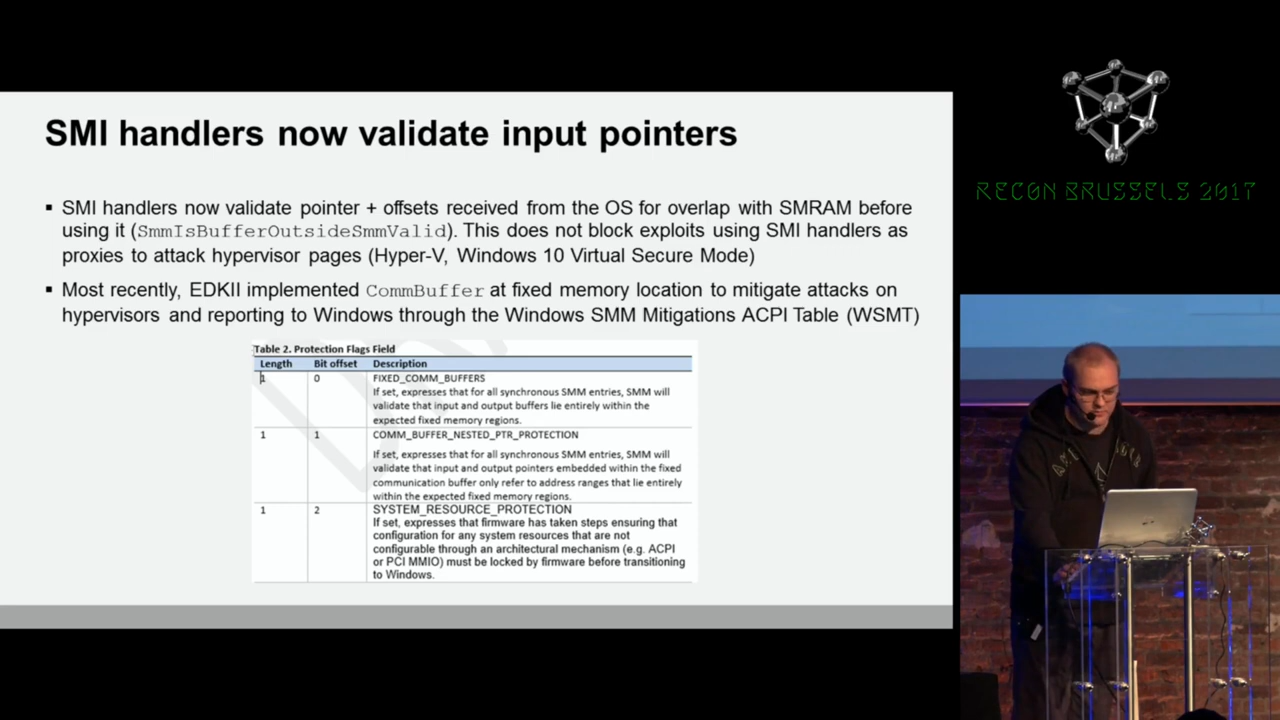 SMI handlers now validate input pointers
▪ SMI handlers now validate pointer + offsets received from the OS for overlap with SMRAM before
using it (SmmIsBufferOutsideSmmValid). This does not block exploits using SMI handlers as
proxies to attack hypervisor pages (Hyper-V, Windows 10 Virtual Secure Mode)
▪ Most recently, EDKII implemented CommBuffer at fixed memory location to mitigate attacks on
hypervisors and reporting to Windows through the Windows SMM Mitigations ACPI Table (WSMT)
Table 2. Protection Flags Field
Length Bit offset Description
1 0 FIXED_COMM_BUFFERS
If set, expresses that for all synchronous SMM entries, SMM will
validate that input and output buffers lie entirely within the
expected fixed memory regions.
1 1 COMM_BUFFER_NESTED_PTR_PROTECTION
If set, expresses that for all synchronous SMM entries, SMM will
validate that input and output pointers embedded within the fixed
communication buffer only refer to address ranges that lie entirely
within the expected fixed memory regions.
1 2 SYSTEM_RESOURCE_PROTECTION
If set, expresses that firmware has taken steps ensuring that
configuration for any system resources that are not
configurable through an architectural mechanism (e.g. ACPI
or PCI MMIO) must be locked by firmware before transitioning
to Windows.
RECON BRUSSELS 2017